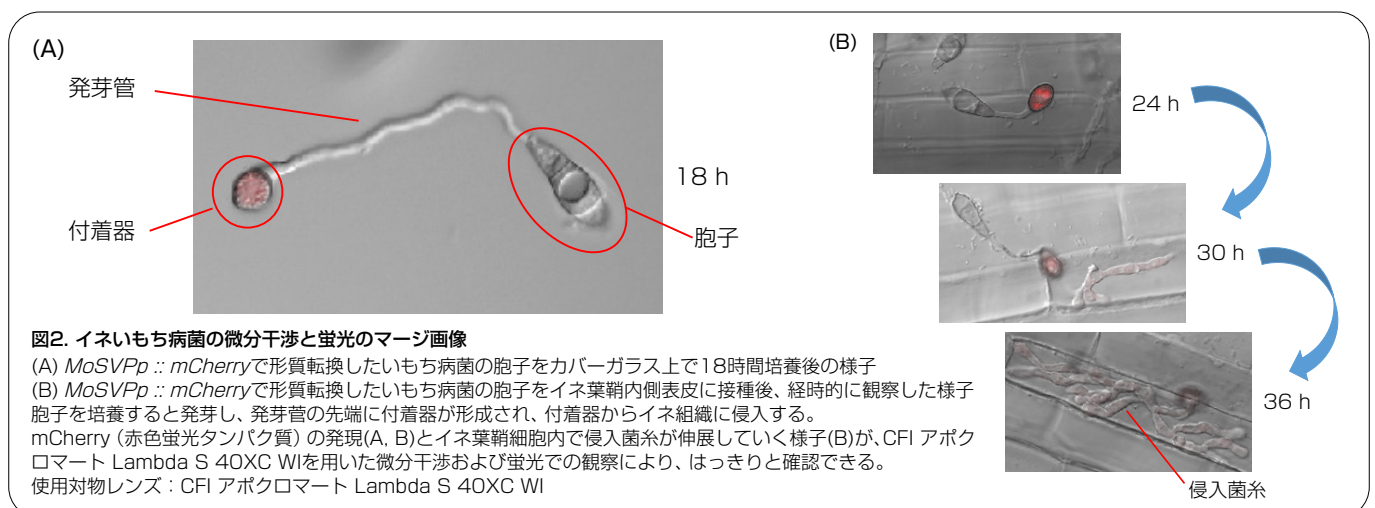 (A)
発芽管
付着器
18 h
胞子
(B)
24 h
30 h
36 h
侵入菌糸
図2. イネいもち病菌の微分干渉と蛍光のマージ画像
(A) MoSVPp :: mCherryで形質転換したいもち病菌の胞子をカバーガラス上で18時間培養後の様子
(B) MoSVPp :: mCherryで形質転換したいもち病菌の胞子をイネ葉鞘内側表皮に接種後、経時的に観察した様子
胞子を培養すると発芽し、発芽菅の先端に付着器が形成され、付着器からイネ組織に侵入する。
mCherry（赤色蛍光タンパク質）の発現(A, B)とイネ葉鞘細胞内で侵入菌糸が伸展していく様子(B)が、CFI アポク
ロマート Lambda S 40XC WIを用いた微分干渉および蛍光での観察により、はっきりと確認できる。
使用対物レンズ：CFI アポクロマート Lambda S 40XC WI